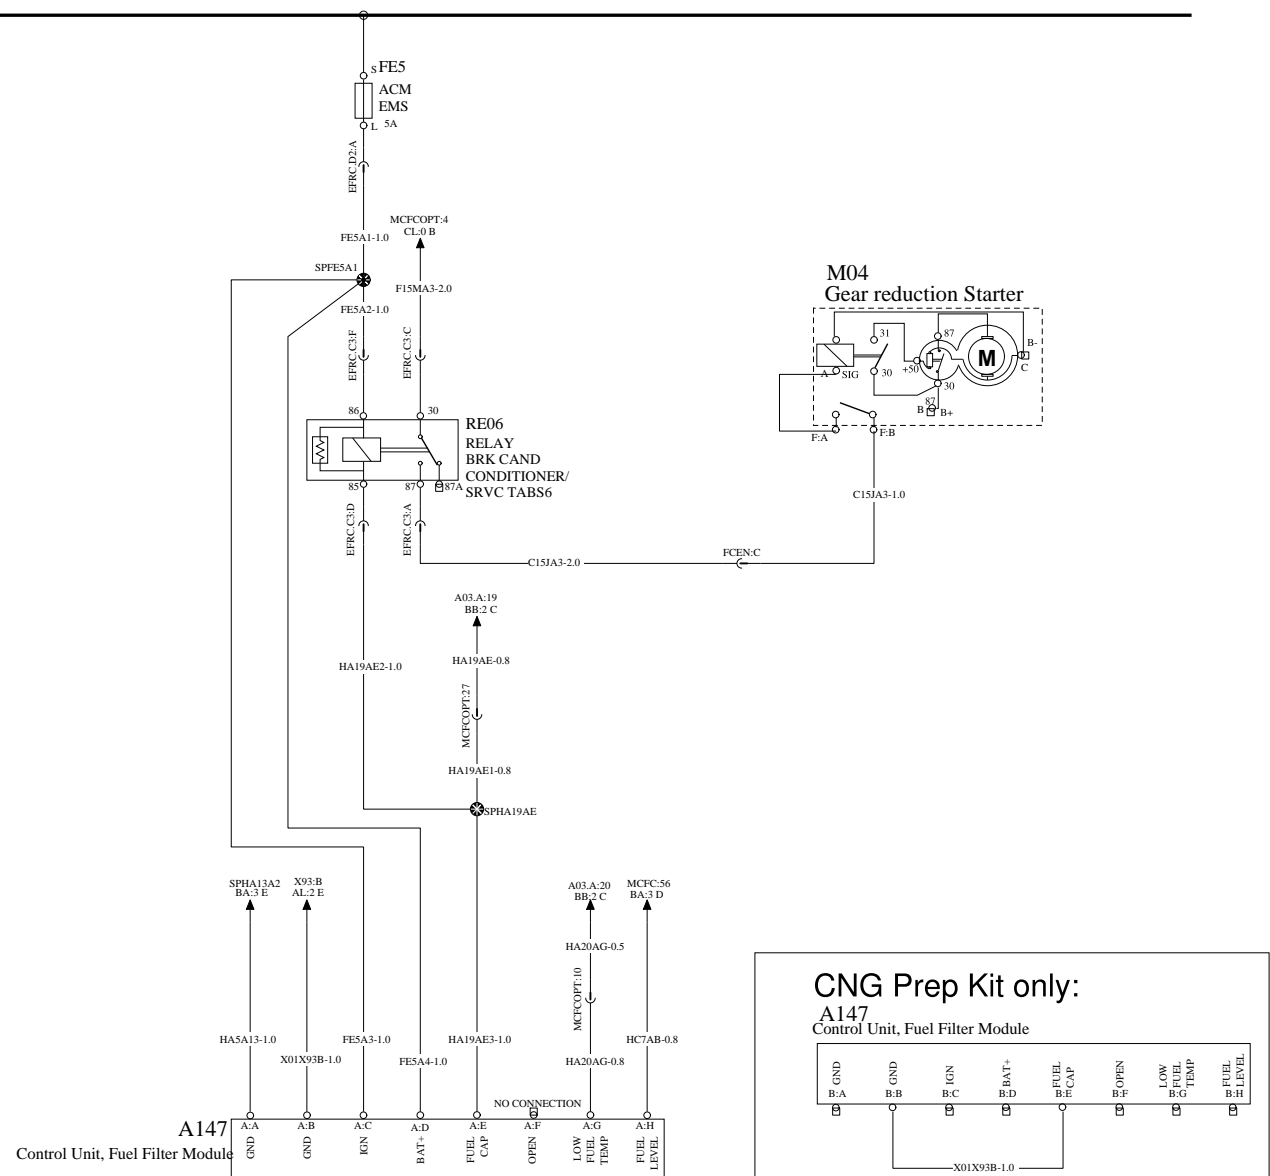 S FE5
ACM
EMS
L 5A
EFRC.D2:A
MCFCOPT:4
CL:0 B
FE5A1-1.0
SPFE5A1
F15MA3-2.0
FE5A2-1.0
EFRC.C3:F
EFRC.C3:C
86
30
RE06
RELAY
BRK CAND
CONDITIONER/
SRVC TABS6
85
87
87A
EFRC.C3:D
EFRC.C3:A
M04
Gear reduction Starter
31
87
B-
M
C
A
SIG
30
+50
30
87
B
B+
F:A
F:B
C15JA3-1.0
FCEN:C
C15JA3-2.0
A03.A:19
BB:2 C
HA19AE2-1.0
HA19AE-0.8
MCFCOPT:27
HA19AE1-0.8
SPHA19AE
SPHA13A2
BA:3 E
X93:B
AL:2 E
A03.A:20
BB:2 C
MCFC:56
BA:3 D
HA20AG-0.5
MCFCOPT:10
HA5A13-1.0
X01X93B-1.0
FE5A3-1.0
FE5A4-1.0
HA19AE3-1.0
HA20AG-0.8
HC7AB-0.8
NO CONNECTION
A147
Control Unit, Fuel Filter Module
A:A
A:B
A:C
A:D
A:E
A:F
A:G
A:H
GND
GND
IGN
BAT+
FUEL
CAP
OPEN
LOW
FUEL
TEMP
FUEL
LEVEL
CNG Prep Kit only:
A147
Control Unit, Fuel Filter Module
GND
GND
IGN
BAT+
FUEL
CAP
OPEN
LOW
FUEL
TEMP
FUEL
LEVEL
B:A
B:B
B:C
B:D
B:E
B:F
B:G
B:H
X01X93B-1.0